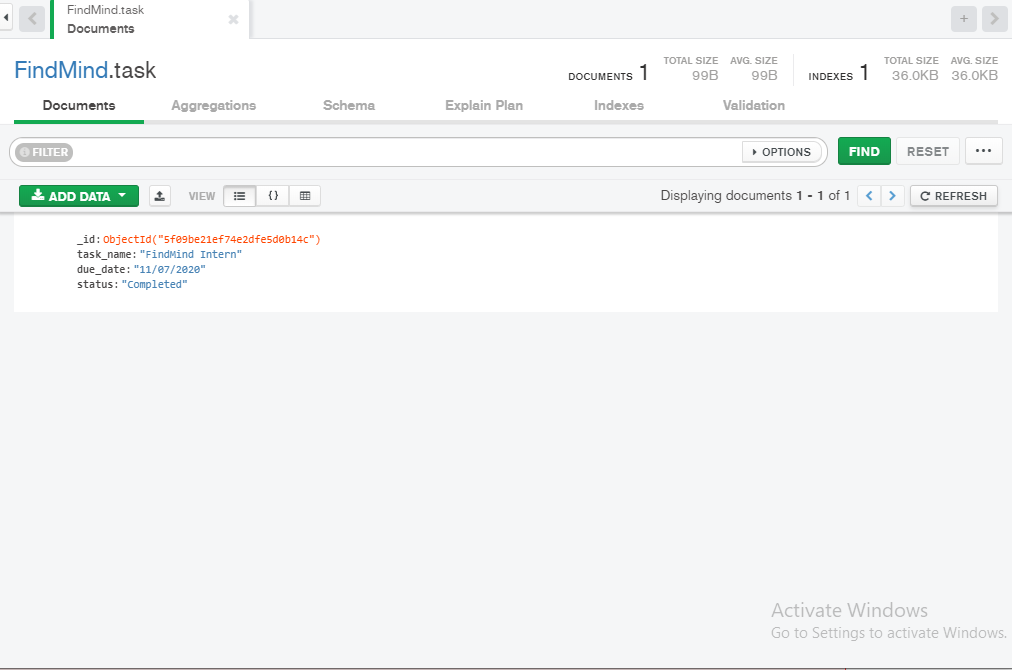 FindMind.task
Documents
FindMind.task
DOCUMENTS 1 TOTAL SIZE 99B AVG. SIZE 99B INDEXES 1 TOTAL SIZE 36.0KB AVG. SIZE 36.0KB
Documents Aggregations Schema Explain Plan Indexes Validation
FILTER OPTIONS FIND RESET ...
ADD DATA VIEW {} Displaying documents 1 - 1 of 1 < > REFRESH
_id: ObjectId("5f09be21ef74e2dfe5d0b14c")
task_name: "FindMind Intern"
due_date: "11/07/2020"
status: "Completed"
Activate Windows
Go to Settings to activate Windows.